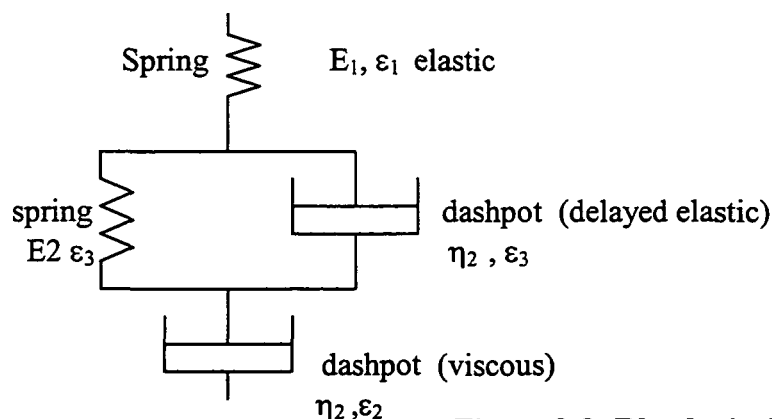 Spring E₁, ε₁ elastic
spring
E2 ε₃
dashpot (delayed elastic)
η₂ , ε₃
dashpot (viscous)
η₂ ,ε₂